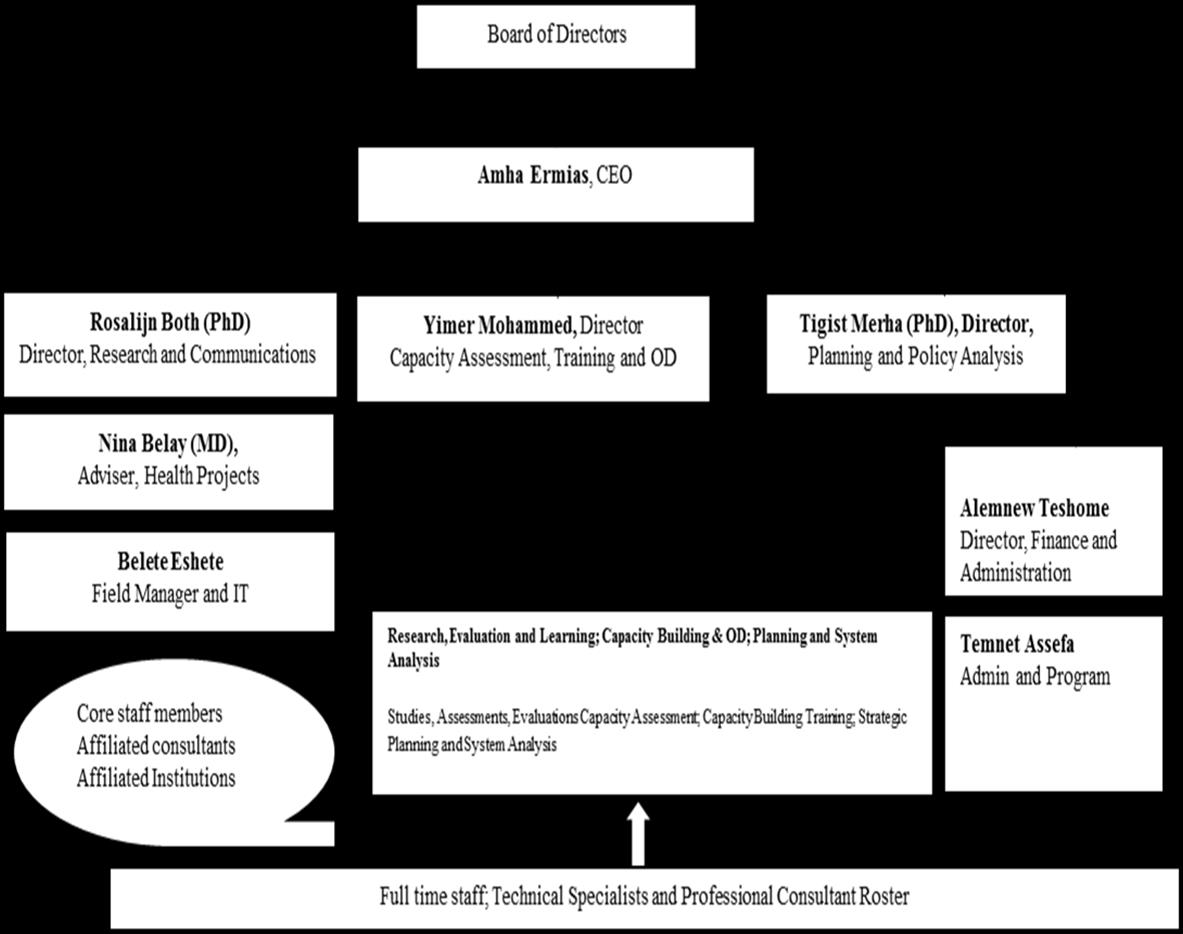 Board of Directors
Amha Ermias, CEO
Rosalijn Both (PhD)
Director, Research and Communications
Yimer Mohammed, Director
Capacity Assessment, Training and OD
Tigist Merha (PhD), Director,
Planning and Policy Analysis
Nina Belay (MD),
Adviser, Health Projects
Alemnew Teshome
Director, Finance and
Administration
Belete Eshete
Field Manager and IT
Research, Evaluation and Learning; Capacity Building & OD; Planning and System
Analysis
Studies, Assessments, Evaluations Capacity Assessment; Capacity Building Training; Strategic
Planning and System Analysis
Temnet Assefa
Admin and Program
Core staff members
Affiliated consultants
Affiliated Institutions
Full time staff; Technical Specialists and Professional Consultant Roster